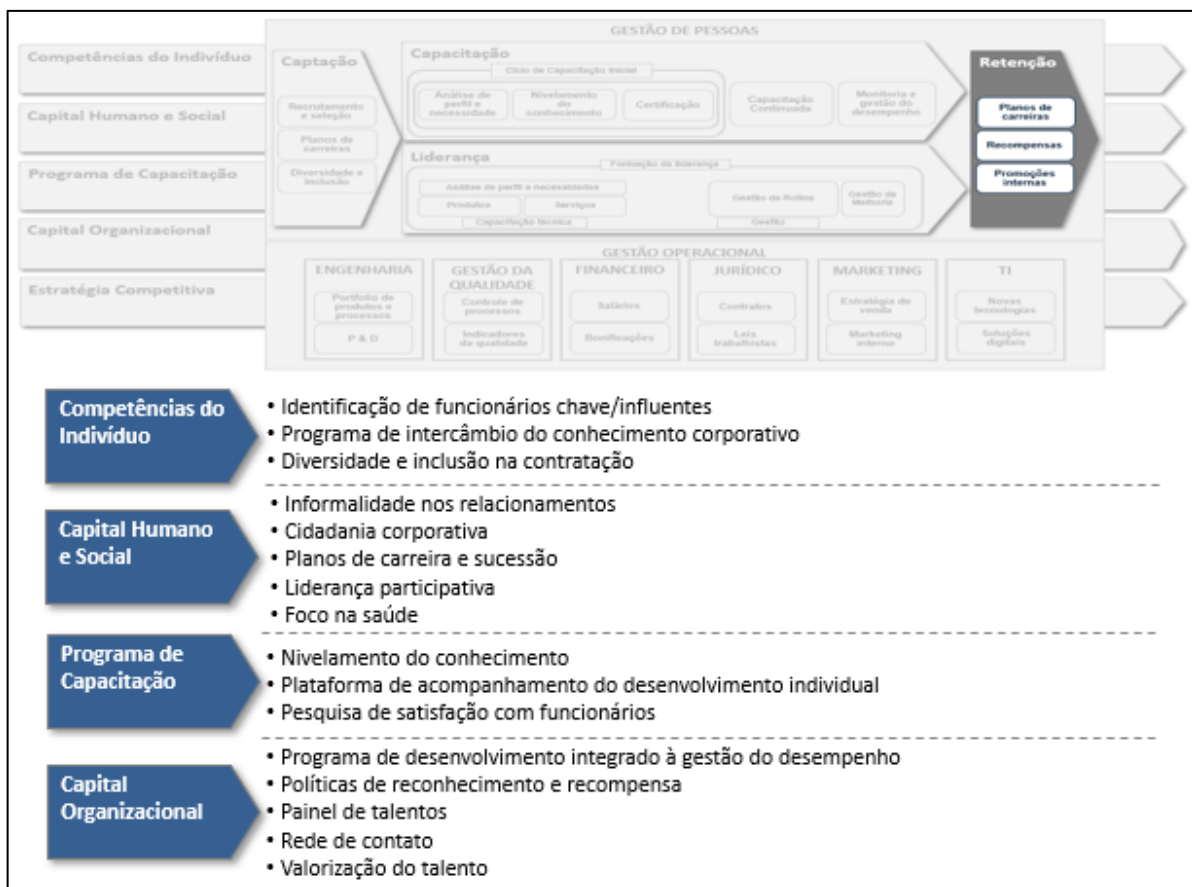 GESTÃO DE PESSOAS
Competências do Indivíduo
Capital Humano e Social
Programa de Capacitação
Capital Organizacional
Estratégia Competitiva
Captação
Recrutamento
e seleção
Planos de
carreiras
Diversidade e
inclusão
Capacitação
Ciclo de Capacitação Inicial
Análise de
perfil e
necessidade
Nivelamento
do
conhecimento
Certificação
Capacitação
Continuada
Monitoria e
gestão do
desempenho
Liderança
Formação da liderança
Análise de perfil e necessidades
Produtos
Serviços
Capacitação técnica
Gestão da Rotina
Gestão da
Melhoria
Gestão
Retenção
Planos de
carreiras
Recompensas
Promoções
internas
GESTÃO OPERACIONAL
ENGENHARIA
Portfolio de
produtos e
processos
P & D
GESTÃO DA
QUALIDADE
Controle de
processos
Indicadores
da qualidade
FINANCEIRO
Salários
Bonificações
JURÍDICO
Contratos
Leis
trabalhistas
MARKETING
Estratégia de
venda
Marketing
interno
TI
Novas
tecnologias
Soluções
digitais
Competências do
Indivíduo
• Identificação de funcionários chave/influentes
• Programa de intercâmbio do conhecimento corporativo
• Diversidade e inclusão na contratação
Capital Humano
e Social
• Informalidade nos relacionamentos
• Cidadania corporativa
• Planos de carreira e sucessão
• Liderança participativa
• Foco na saúde
Programa de
Capacitação
• Nivelamento do conhecimento
• Plataforma de acompanhamento do desenvolvimento individual
• Pesquisa de satisfação com funcionários
Capital
Organizacional
• Programa de desenvolvimento integrado à gestão do desempenho
• Políticas de reconhecimento e recompensa
• Painel de talentos
• Rede de contato
• Valorização do talento